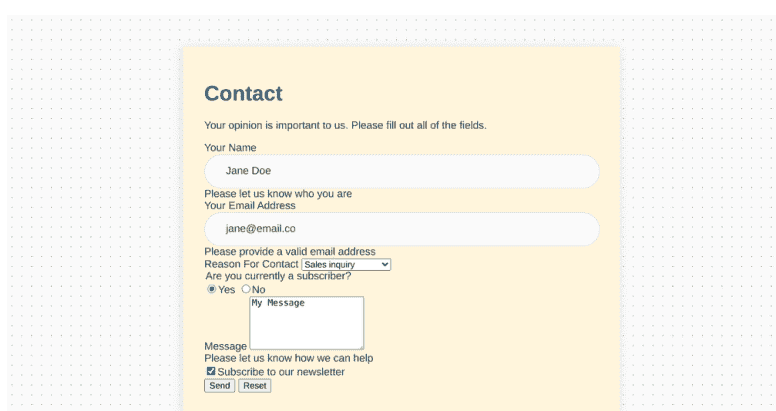 Contact
Your opinion is important to us. Please fill out all of the fields.
Your Name
Jane Doe
Please let us know who you are
Your Email Address
jane@email.co
Please provide a valid email address
Reason For Contact Sales inquiry
Are you currently a subscriber?
Yes No
My Message
Message
Please let us know how we can help
Subscribe to our newsletter
Send Reset